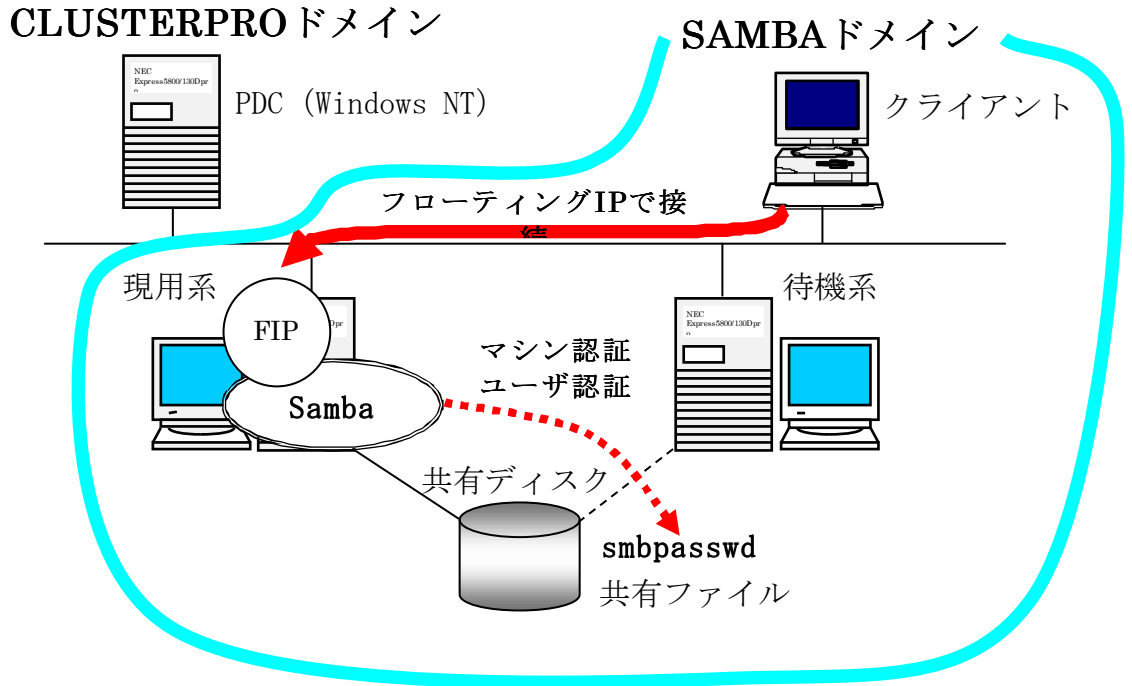 CLUSTERPROドメイン
SAMBAドメイン
NEC
Express5800/130Dpr
PDC (Windows NT)
クライアント
フローティングIPで接
続
現用系
待機系
FIP
Dpr
NEC
Express5800/130Dpr
マシン認証
ユーザ認証
Samba
共有ディスク
smbpasswd
共有ファイル